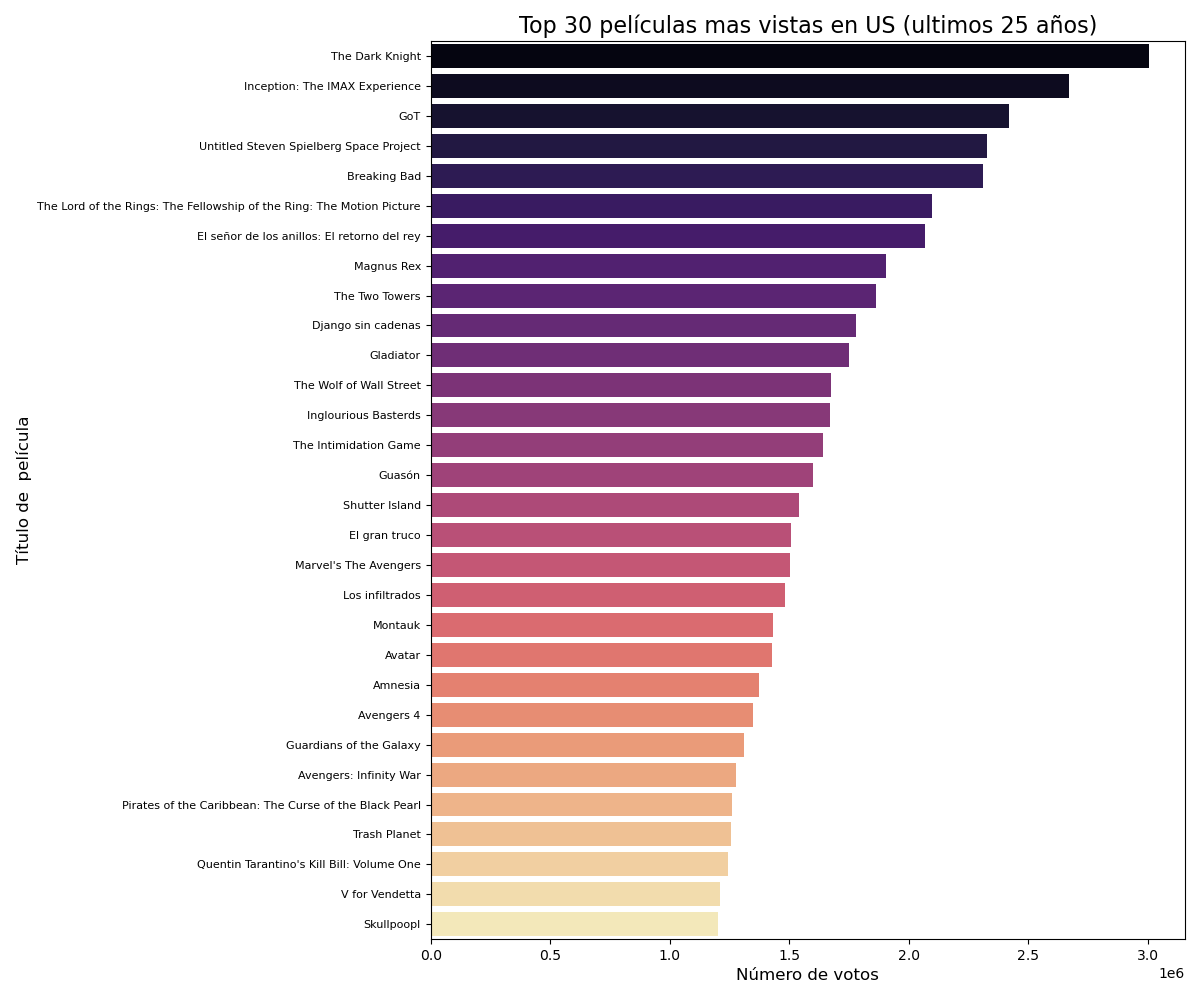 Top 30 películas mas vistas en US (ultimos 25 años)
The Dark Knight
Inception: The IMAX Experience
GoT
Untitled Steven Spielberg Space Project
Breaking Bad
The Lord of the Rings: The Fellowship of the Ring: The Motion Picture
El señor de los anillos: El retorno del rey
Magnus Rex
The Two Towers
Django sin cadenas
Gladiator
The Wolf of Wall Street
Inglourious Basterds
The Intimidation Game
Guasón
Shutter Island
El gran truco
Marvel's The Avengers
Los infiltrados
Montauk
Avatar
Amnesia
Avengers 4
Guardians of the Galaxy
Avengers: Infinity War
Pirates of the Caribbean: The Curse of the Black Pearl
Trash Planet
Quentin Tarantino's Kill Bill: Volume One
V for Vendetta
Skullpoopl
Título de  película
0.0 0.5 1.0 1.5 2.0 2.5 3.0
1e6
Número de votos